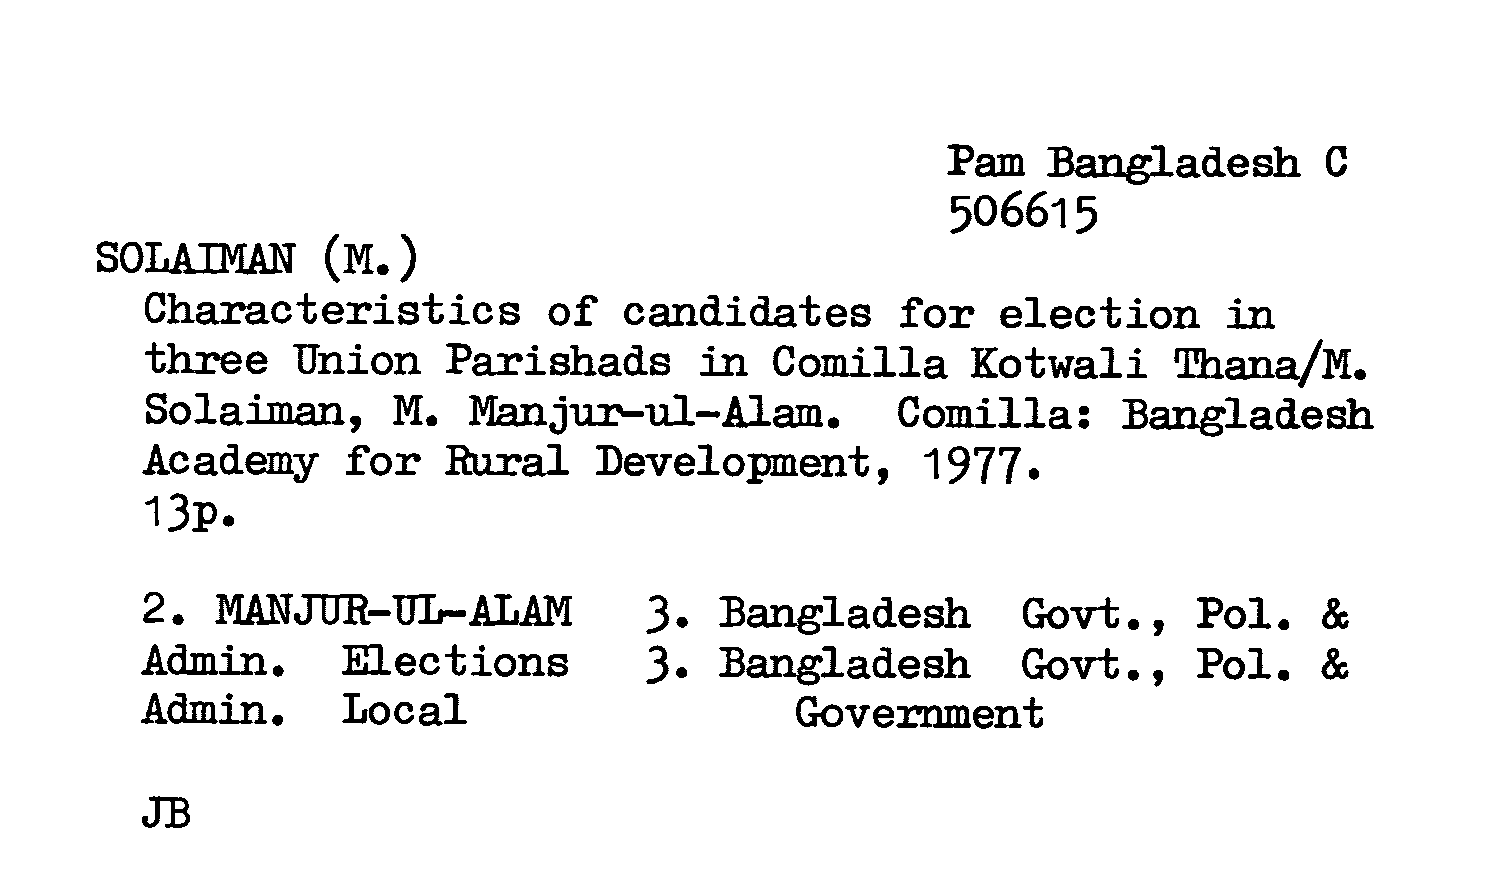 Pam Bangladesh C
506615
SOLAIMAN (M.)
Characteristics of candidates for election in
three Union Parishads in Comilla Kotwali Thana/M.
Solaiman, M. Manjur-ul-Alam. Comilla: Bangladesh
Academy for Rural Development, 1977.
13p.
2. MANJUR-UL-ALAM 3. Bangladesh Govt., Pol. &
Admin. Elections 3. Bangladesh Govt., Pol. &
Admin. Local Government
JB